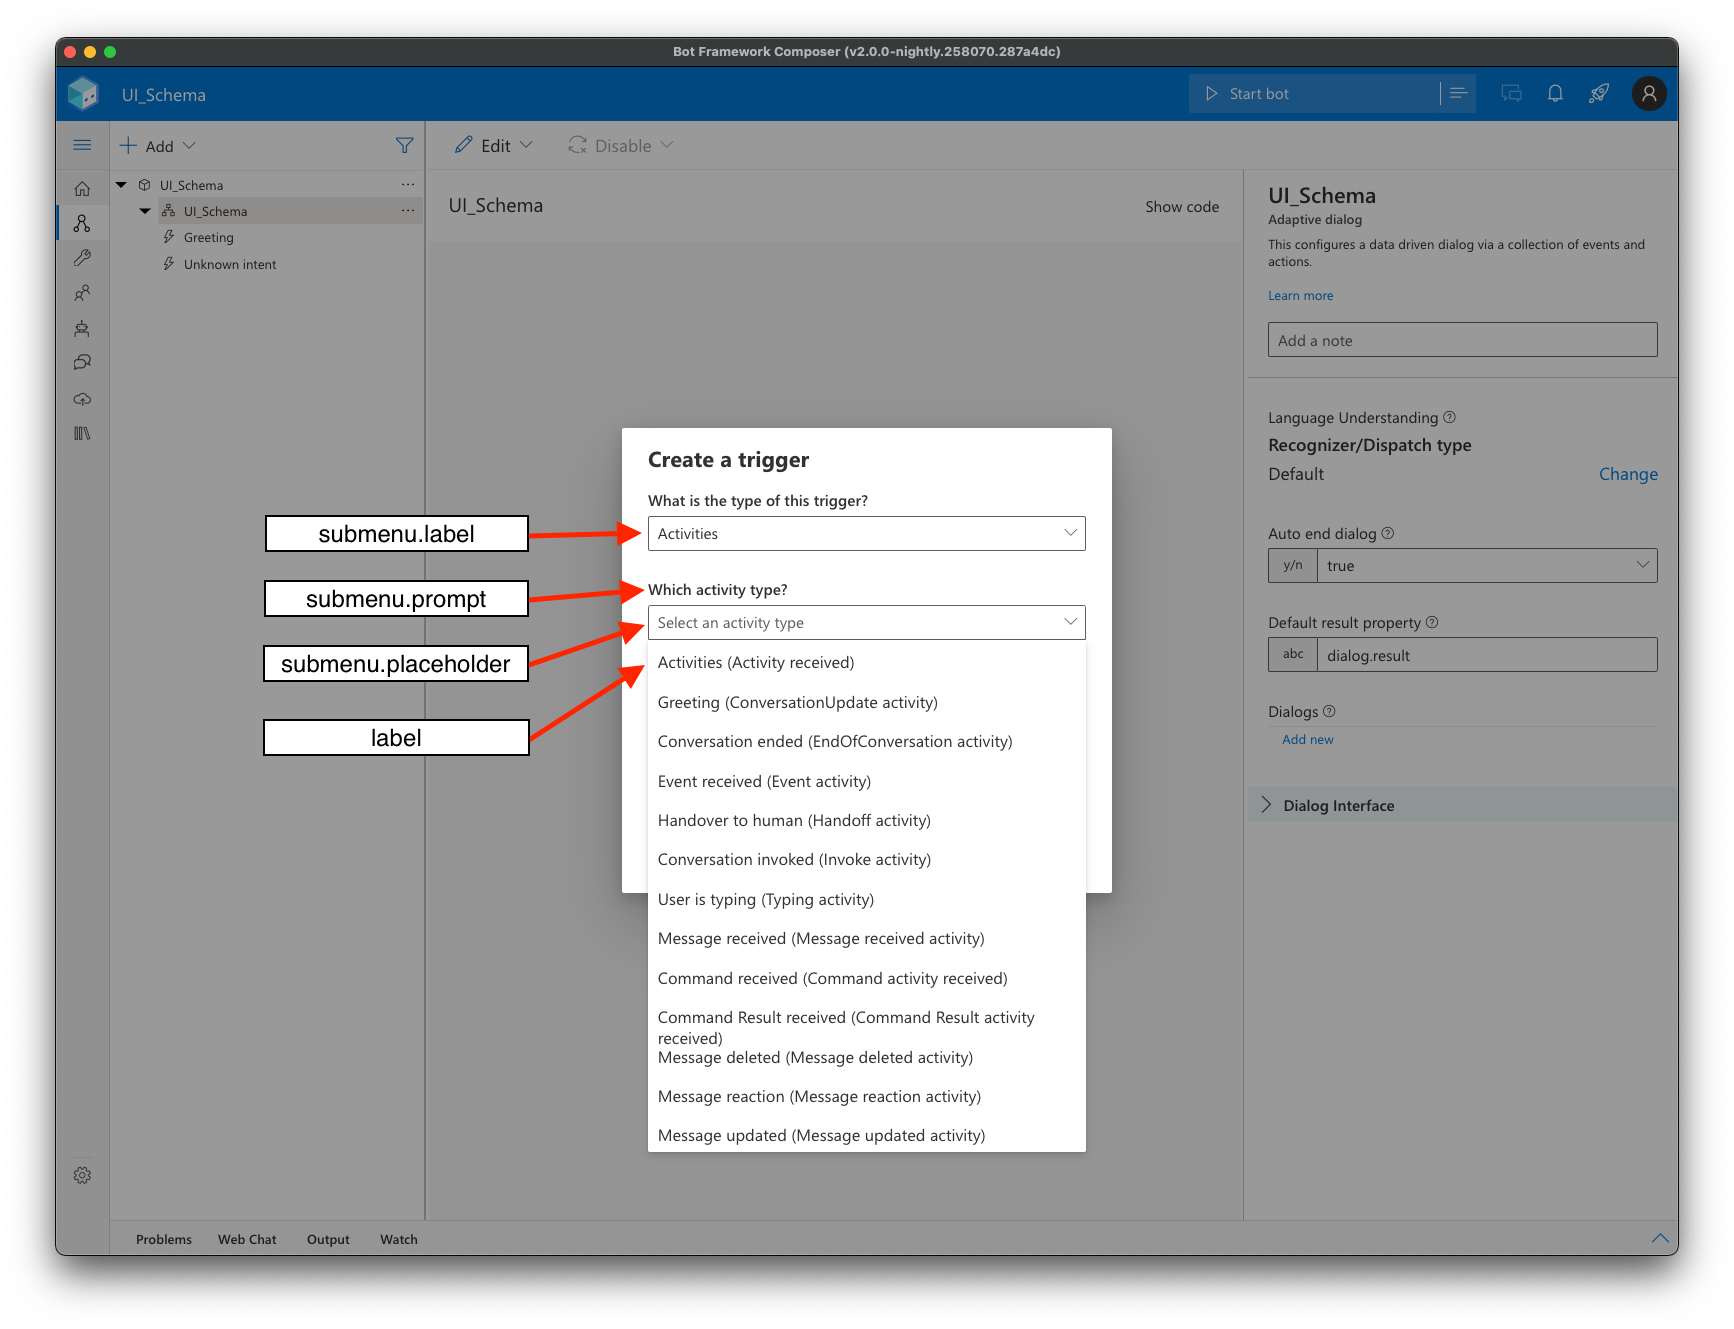 Bot Framework Composer (v2.0.0-nightly.258070.287a4dc)
UI_Schema
Start bot
Add
Edit
Disable
UI_Schema
UI_Schema
Greeting
Unknown intent
UI_Schema
Show code
UI_Schema
Adaptive dialog
This configures a data driven dialog via a collection of events and
actions.
Learn more
Add a note
Language Understanding
Recognizer/Dispatch type
Default
Change
Auto end dialog
y/n
true
Default result property
abc
dialog.result
Dialogs
Add new
Dialog Interface
Create a trigger
What is the type of this trigger?
submenu.label
Activities
submenu.prompt
Which activity type?
submenu.placeholder
Select an activity type
label
Activities (Activity received)
Greeting (ConversationUpdate activity)
Conversation ended (EndOfConversation activity)
Event received (Event activity)
Handover to human (Handoff activity)
Conversation invoked (Invoke activity)
User is typing (Typing activity)
Message received (Message received activity)
Command received (Command activity received)
Command Result received (Command Result activity
received)
Message deleted (Message deleted activity)
Message reaction (Message reaction activity)
Message updated (Message updated activity)
Problems
Web Chat
Output
Watch